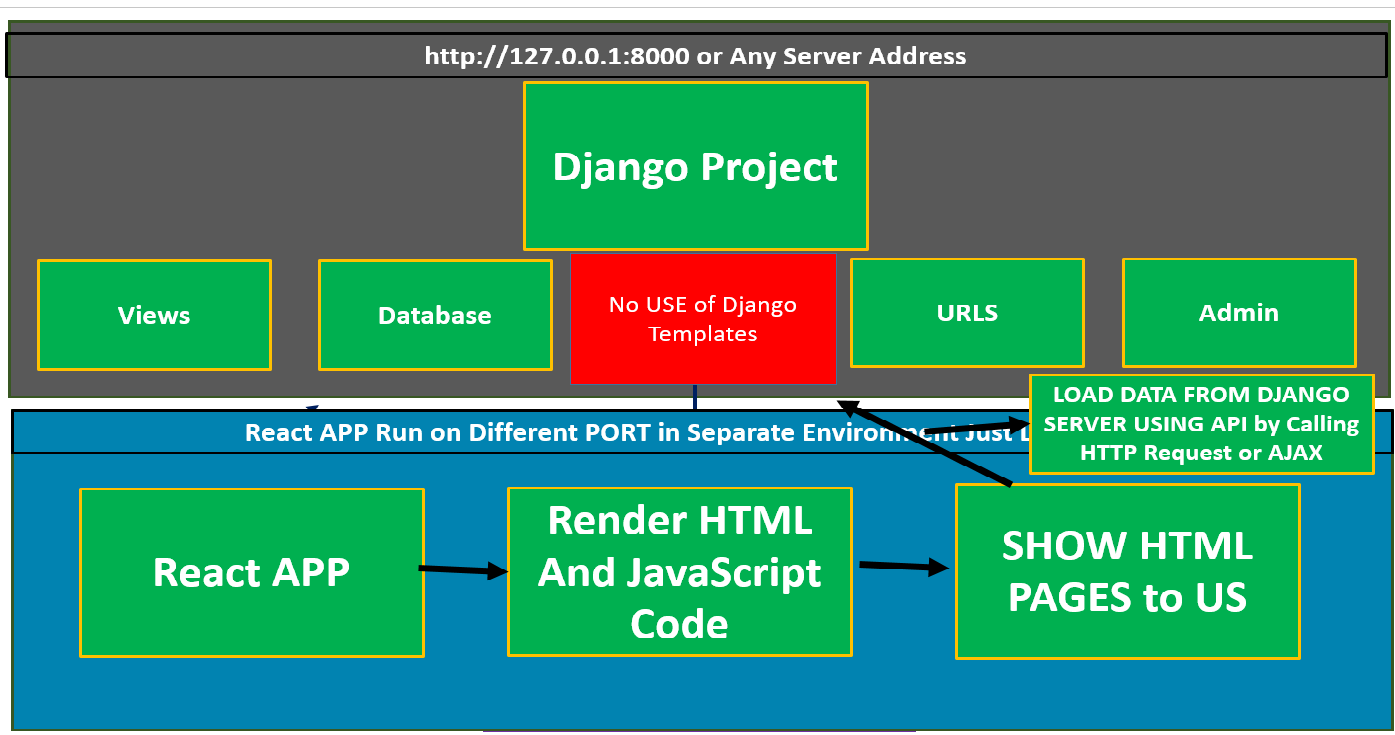 http://127.0.0.1:8000 or Any Server Address
Django Project
Views
Database
No USE of Django
Templates
URLS
Admin
LOAD DATA FROM DJANGO
SERVER USING API by Calling
HTTP Request or AJAX
React APP Run on Different PORT in Separate Environment Just
React APP
Render HTML
And JavaScript
Code
SHOW HTML
PAGES to US